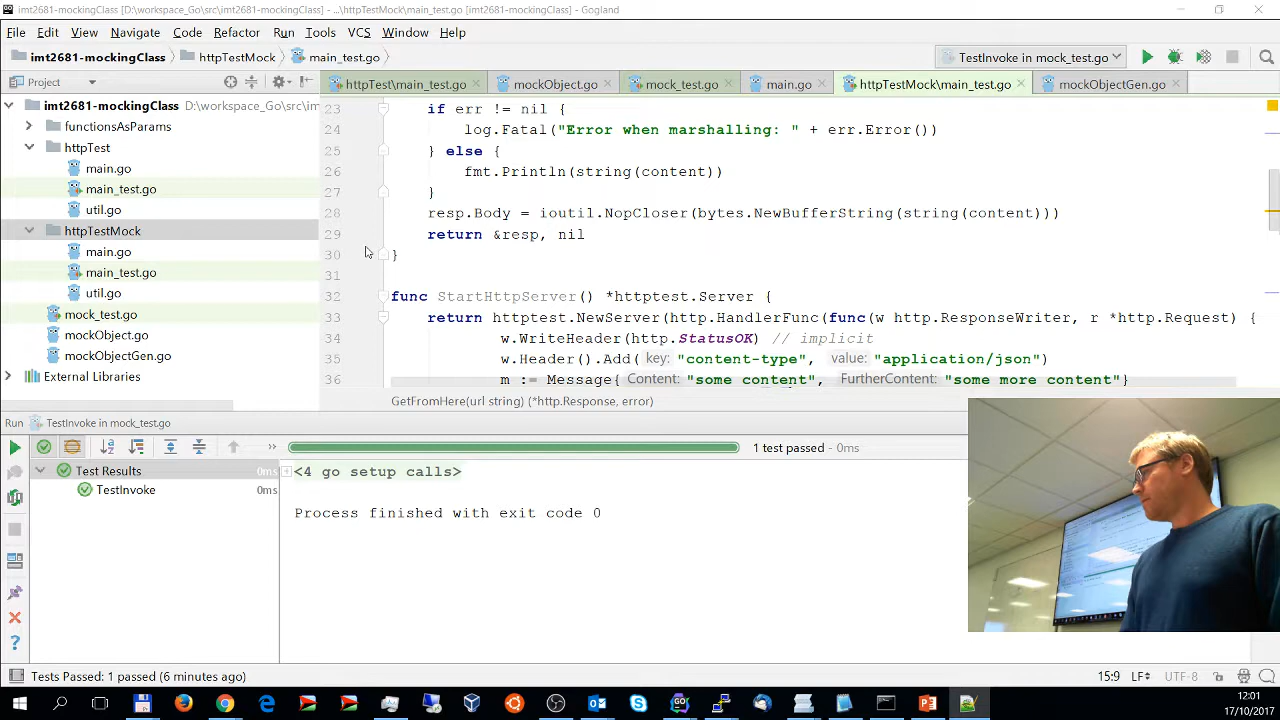 imt2681-mockingClass [D:\workspace_Go\src\imt2681-mockingClass] - ...\httpTestMock\main_test.go - Gogland
File Edit View Navigate Code Refactor Run Tools VCS Window Help
imt2681-mockingClass httpTestMock main_test.go TestInvoke in mock_test.go
Project httpTest\main_test.go mockObject.go mock_test.go main.go httpTestMock\main_test.go mockObjectGen.go
imt2681-mockingClass D:\workspace_Go\src\im
functionsAsParams
httpTest
main.go
main_test.go
util.go
httpTestMock
main.go
main_test.go
util.go
mock_test.go
mockObject.go
mockObjectGen.go
External Libraries
23 if err != nil {
24 log.Fatal("Error when marshalling: " + err.Error())
25 } else {
26 fmt.Println(string(content))
27 }
28 resp.Body = ioutil.NopCloser(bytes.NewBufferString(string(content)))
29 return &resp, nil
30 }
31
32 func StartHttpServer() *httptest.Server {
33 return httptest.NewServer(http.HandlerFunc(func(w http.ResponseWriter, r *http.Request) {
34 w.WriteHeader(http.StatusOK) // implicit
35 w.Header().Add( key: "content-type", value: "application/json")
36 m := Message{ Content: "some content", FurtherContent: "some more content"}
GetFromHere(url string) (*http.Response, error)
Run TestInvoke in mock_test.go
1 test passed - 0ms
Test Results 0ms
TestInvoke 0ms
<4 go setup calls>
Process finished with exit code 0
Tests Passed: 1 passed (6 minutes ago) 15:9 LF UTF-8
12:01
17/10/2017